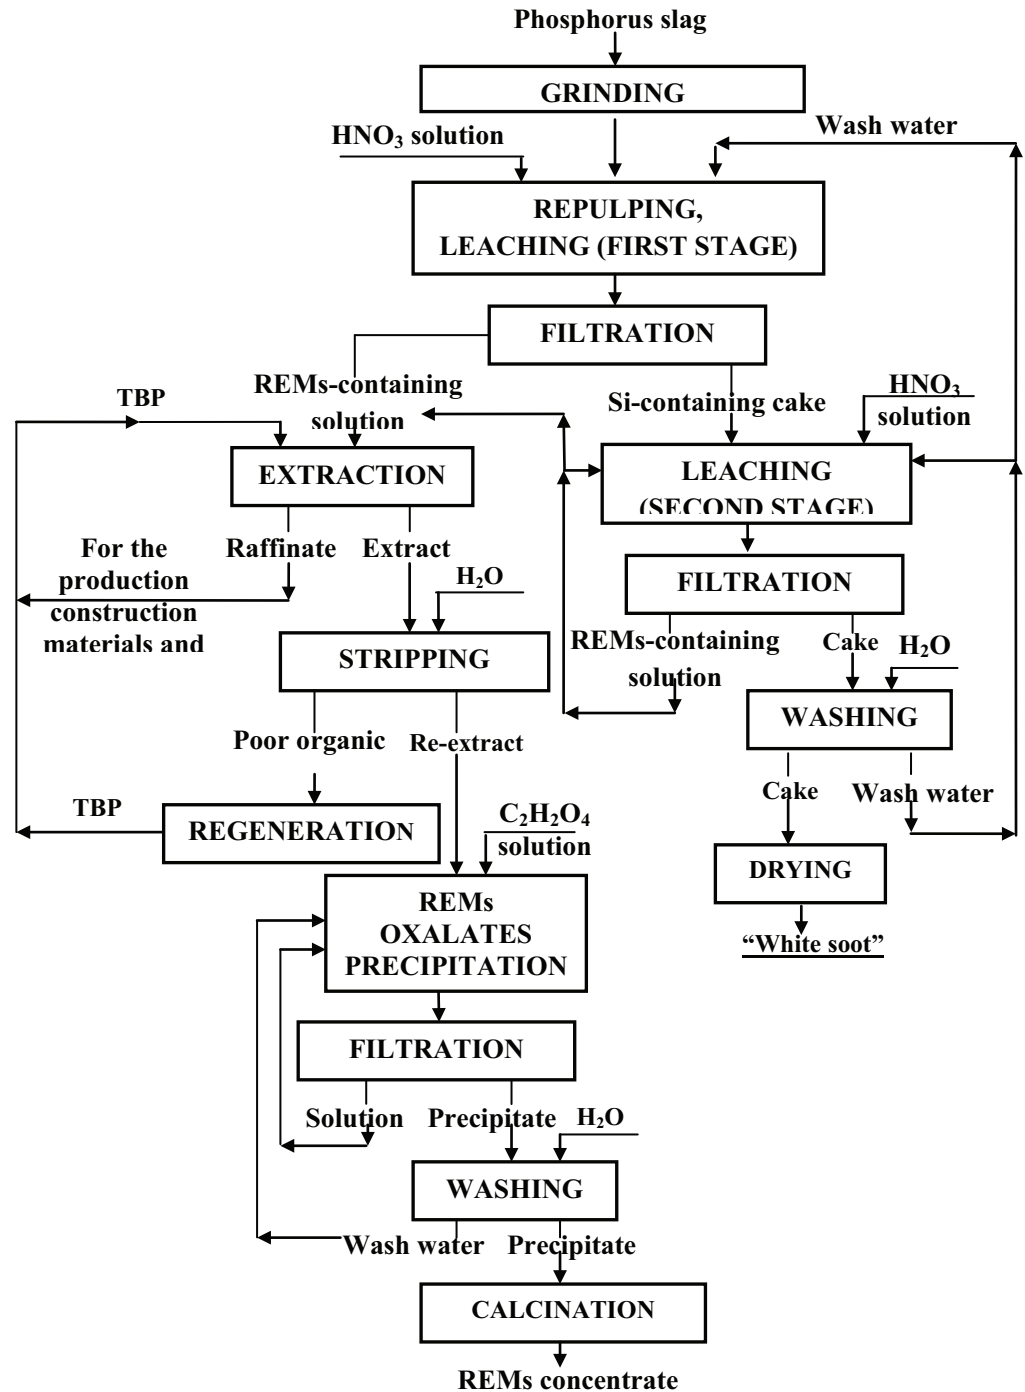 Phosphorus slag
GRINDING
HNO₃ solution
Wash water
REPULPING,
LEACHING (FIRST STAGE)
FILTRATION
REMs-containing
solution
TBP
Si-containing cake
HNO₃
solution
EXTRACTION
LEACHING
(SECOND STAGE)
For the
production
construction
materials and
Raffinate
Extract
H₂O
FILTRATION
REMs-containing
solution
Cake
H₂O
STRIPPING
WASHING
Poor organic
Re-extract
Cake
Wash water
TBP
REGENERATION
C₂H₂O₄
solution
DRYING
“White soot”
REMs
OXALATES
PRECIPITATION
FILTRATION
Solution
Precipitate
H₂O
WASHING
Wash water
Precipitate
CALCINATION
REMs concentrate